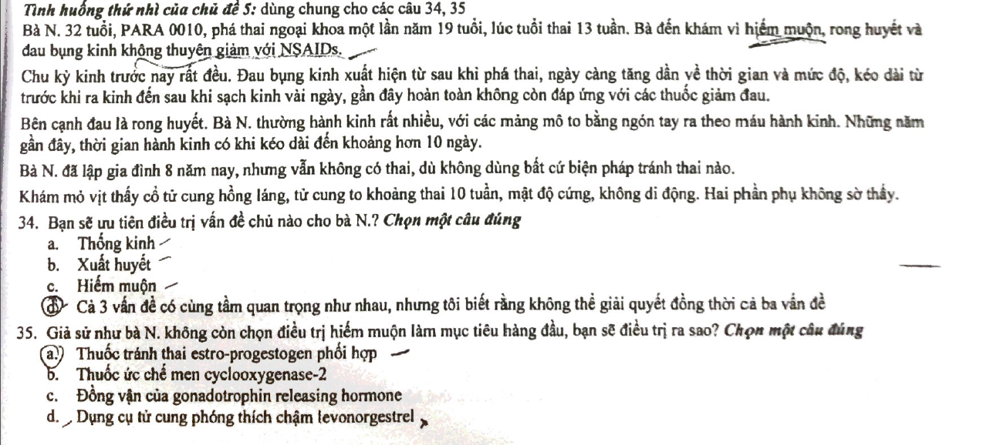 Tình huống thứ nhì của chủ đề 5: dùng chung cho các câu 34, 35
Bà N. 32 tuổi, PARA 0010, phá thai ngoại khoa một lần năm 19 tuổi, lúc tuổi thai 13 tuần. Bà đến khám vì hiếm muộn, rong huyết và
đau bụng kinh không thuyên giảm với NSAIDs.
Chu kỳ kinh trước nay rất đều. Đau bụng kinh xuất hiện từ sau khi phá thai, ngày càng tăng dần về thời gian và mức độ, kéo dài từ
trước khi ra kinh đến sau khi sạch kinh vài ngày, gần đây hoàn toàn không còn đáp ứng với các thuốc giảm đau.
Bên cạnh đau là rong huyết. Bà N. thường hành kinh rất nhiều, với các mảng mô to bằng ngón tay ra theo máu hành kinh. Những năm
gần đây, thời gian hành kinh có khi kéo dài đến khoảng hơn 10 ngày.
Bà N. đã lập gia đình 8 năm nay, nhưng vẫn không có thai, dù không dùng bất cứ biện pháp tránh thai nào.
Khám mỏ vịt thấy cổ tử cung hồng láng, tử cung to khoảng thai 10 tuần, mật độ cứng, không di động. Hai phần phụ không sờ thấy.
34. Bạn sẽ ưu tiên điều trị vấn đề chủ nào cho bà N.? Chọn một câu đúng
a. Thống kinh
b. Xuất huyết
c. Hiếm muộn
d. Cả 3 vấn đề có cùng tầm quan trọng như nhau, nhưng tôi biết rằng không thể giải quyết đồng thời cả ba vấn đề
35. Giả sử như bà N. không còn chọn điều trị hiếm muộn làm mục tiêu hàng đầu, bạn sẽ điều trị ra sao? Chọn một câu đúng
a. Thuốc tránh thai estro-progestogen phối hợp
b. Thuốc ức chế men cyclooxygenase-2
c. Đồng vận của gonadotrophin releasing hormone
d. Dụng cụ tử cung phóng thích chậm levonorgestrel